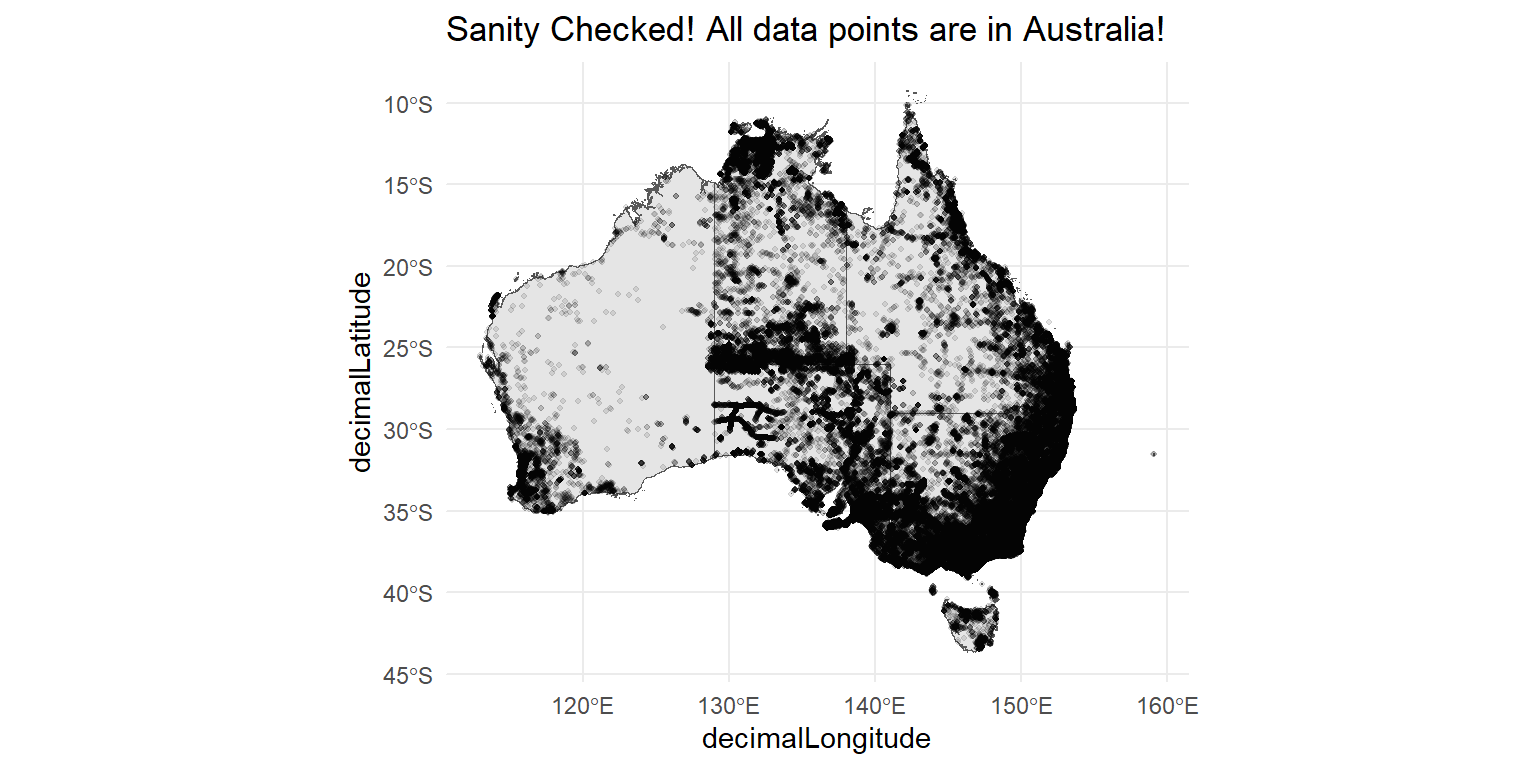 Sanity Checked! All data points are in Australia!
decimalLatitude
10°S
15°S
20°S
25°S
30°S
35°S
40°S
45°S
120°E
130°E
140°E
150°E
160°E
decimalLongitude